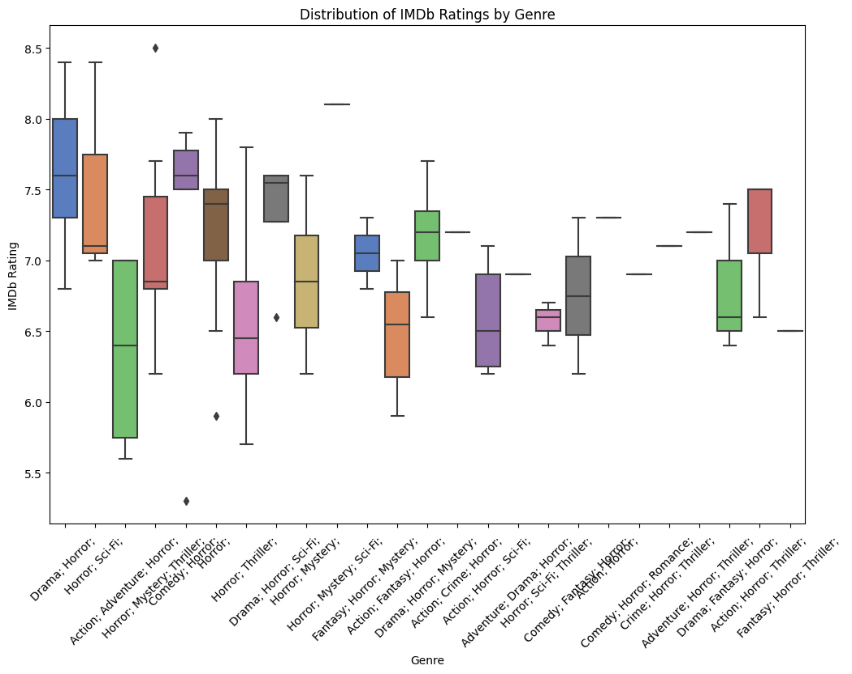 Distribution of IMDb Ratings by Genre
IMDb Rating
8.5
8.0
7.5
7.0
6.5
6.0
5.5
Drama; Horror;
Horror; Sci-Fi;
Action; Adventure; Horror;
Horror; Mystery; Thriller;
Comedy; Horror;
Horror;
Horror; Thriller;
Drama; Horror; Sci-Fi;
Horror; Mystery;
Horror; Mystery; Sci-Fi;
Fantasy; Horror; Mystery;
Action; Fantasy; Horror;
Drama; Horror; Mystery;
Action; Crime; Horror;
Action; Horror; Sci-Fi;
Adventure; Drama; Horror;
Horror; Sci-Fi; Thriller;
Comedy; Fantasy; Horror;
Action; Horror;
Comedy; Horror; Romance;
Crime; Horror; Thriller;
Adventure; Horror; Thriller;
Drama; Fantasy; Horror;
Action; Horror; Thriller;
Fantasy; Horror; Thriller;
Genre